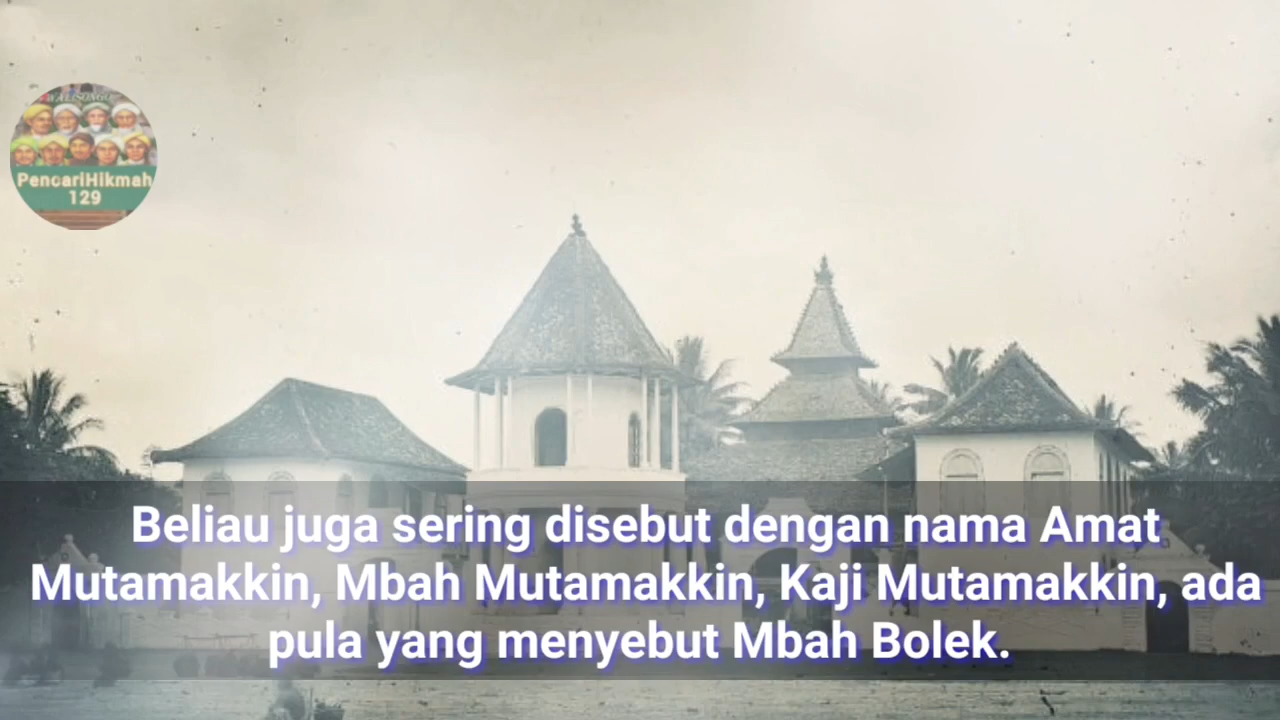 WALISONGO
PencariHikmah
129
Beliau juga sering disebut dengan nama Amat
Mutamakkin, Mbah Mutamakkin, Kaji Mutamakkin, ada
pula yang menyebut Mbah Bolek.